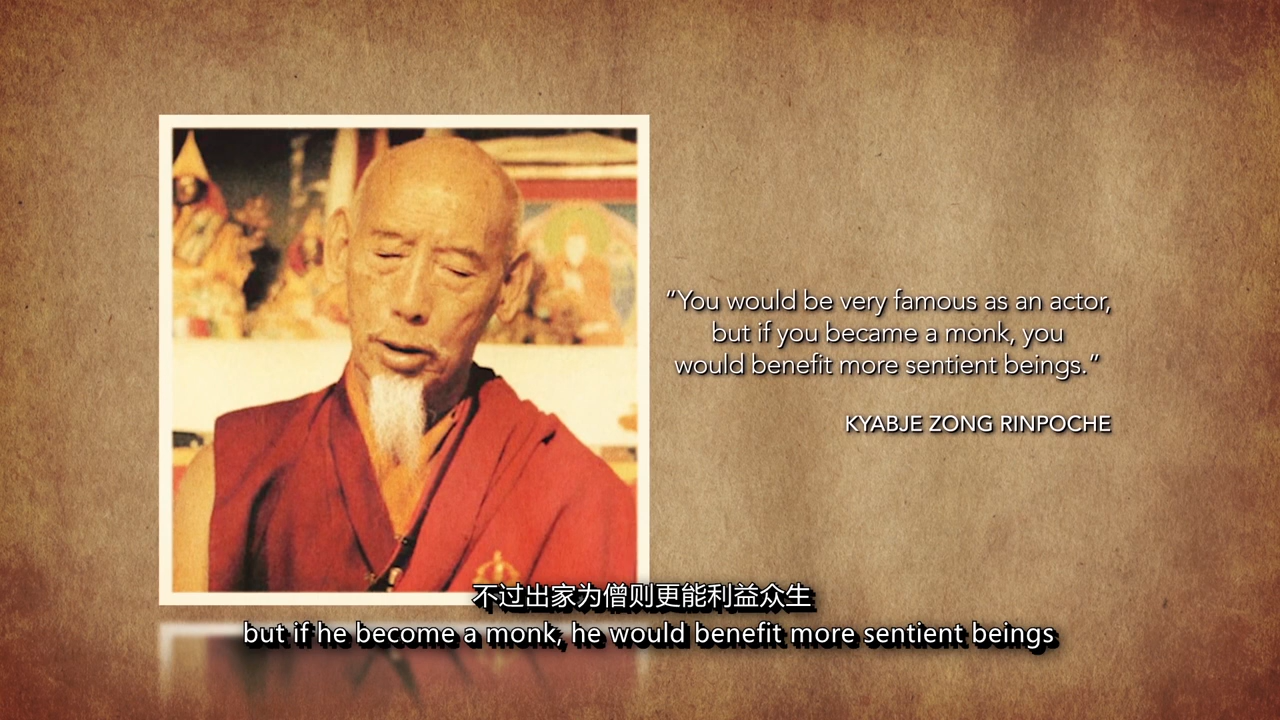 “You would be very famous as an actor,
but if you became a monk, you
would benefit more sentient beings.”
KYABJE ZONG RINPOCHE
不过出家为僧则更能利益众生
but if he become a monk, he would benefit more sentient beings